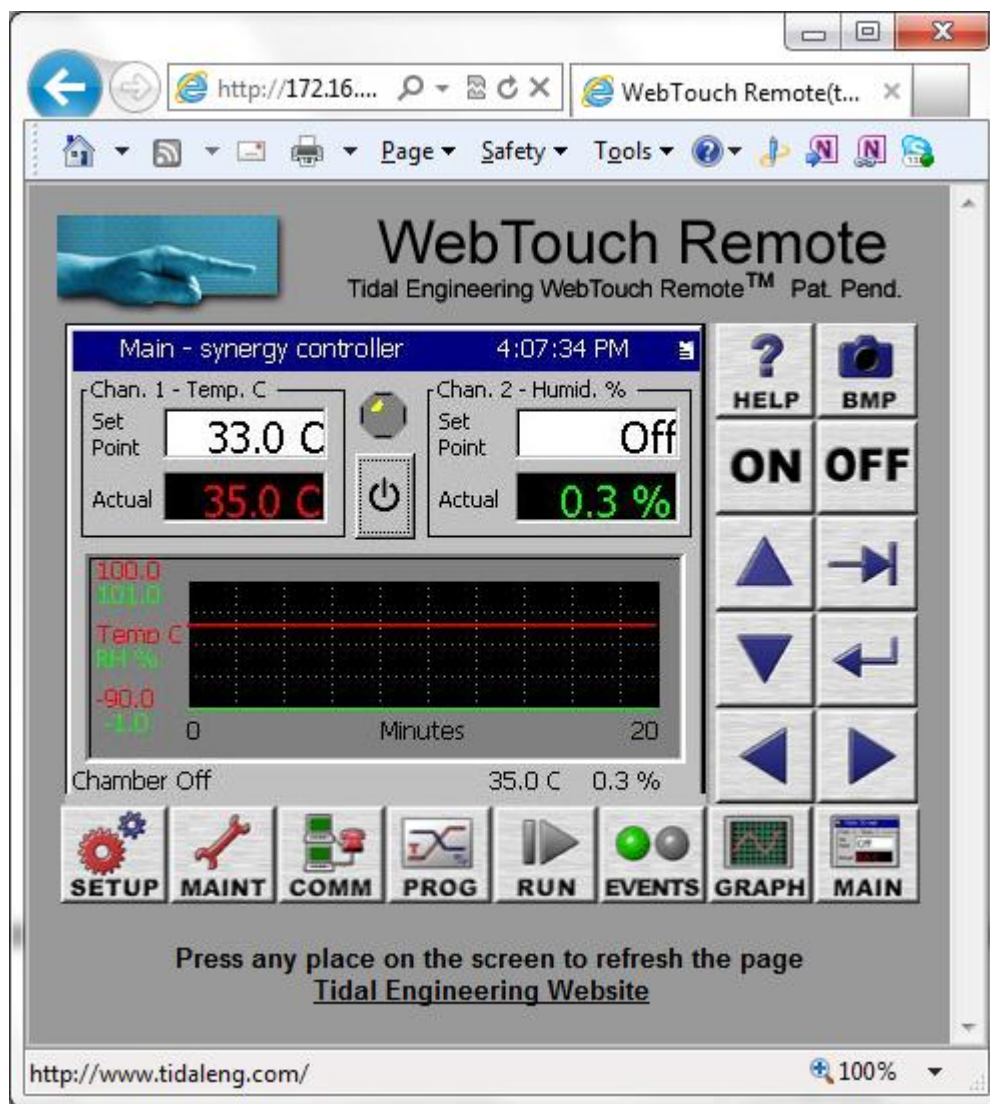 http://172.16....
WebTouch Remote(t...
Page Safety Tools
WebTouch Remote
Tidal Engineering WebTouch Remote™ Pat. Pend.
Main - synergy controller 4:07:34 PM
Chan. 1 - Temp. C
Set
Point
33.0 C
Actual
35.0 C
Chan. 2 - Humid. %
Set
Point
Off
Actual
0.3 %
HELP
BMP
ON
OFF
100.0
101.0
Temp C
RH %
-90.0
-1.0
0 Minutes 20
Chamber Off 35.0 C 0.3 %
SETUP
MAINT
COMM
PROG
RUN
EVENTS
GRAPH
MAIN
Press any place on the screen to refresh the page
Tidal Engineering Website
http://www.tidaleng.com/
100%